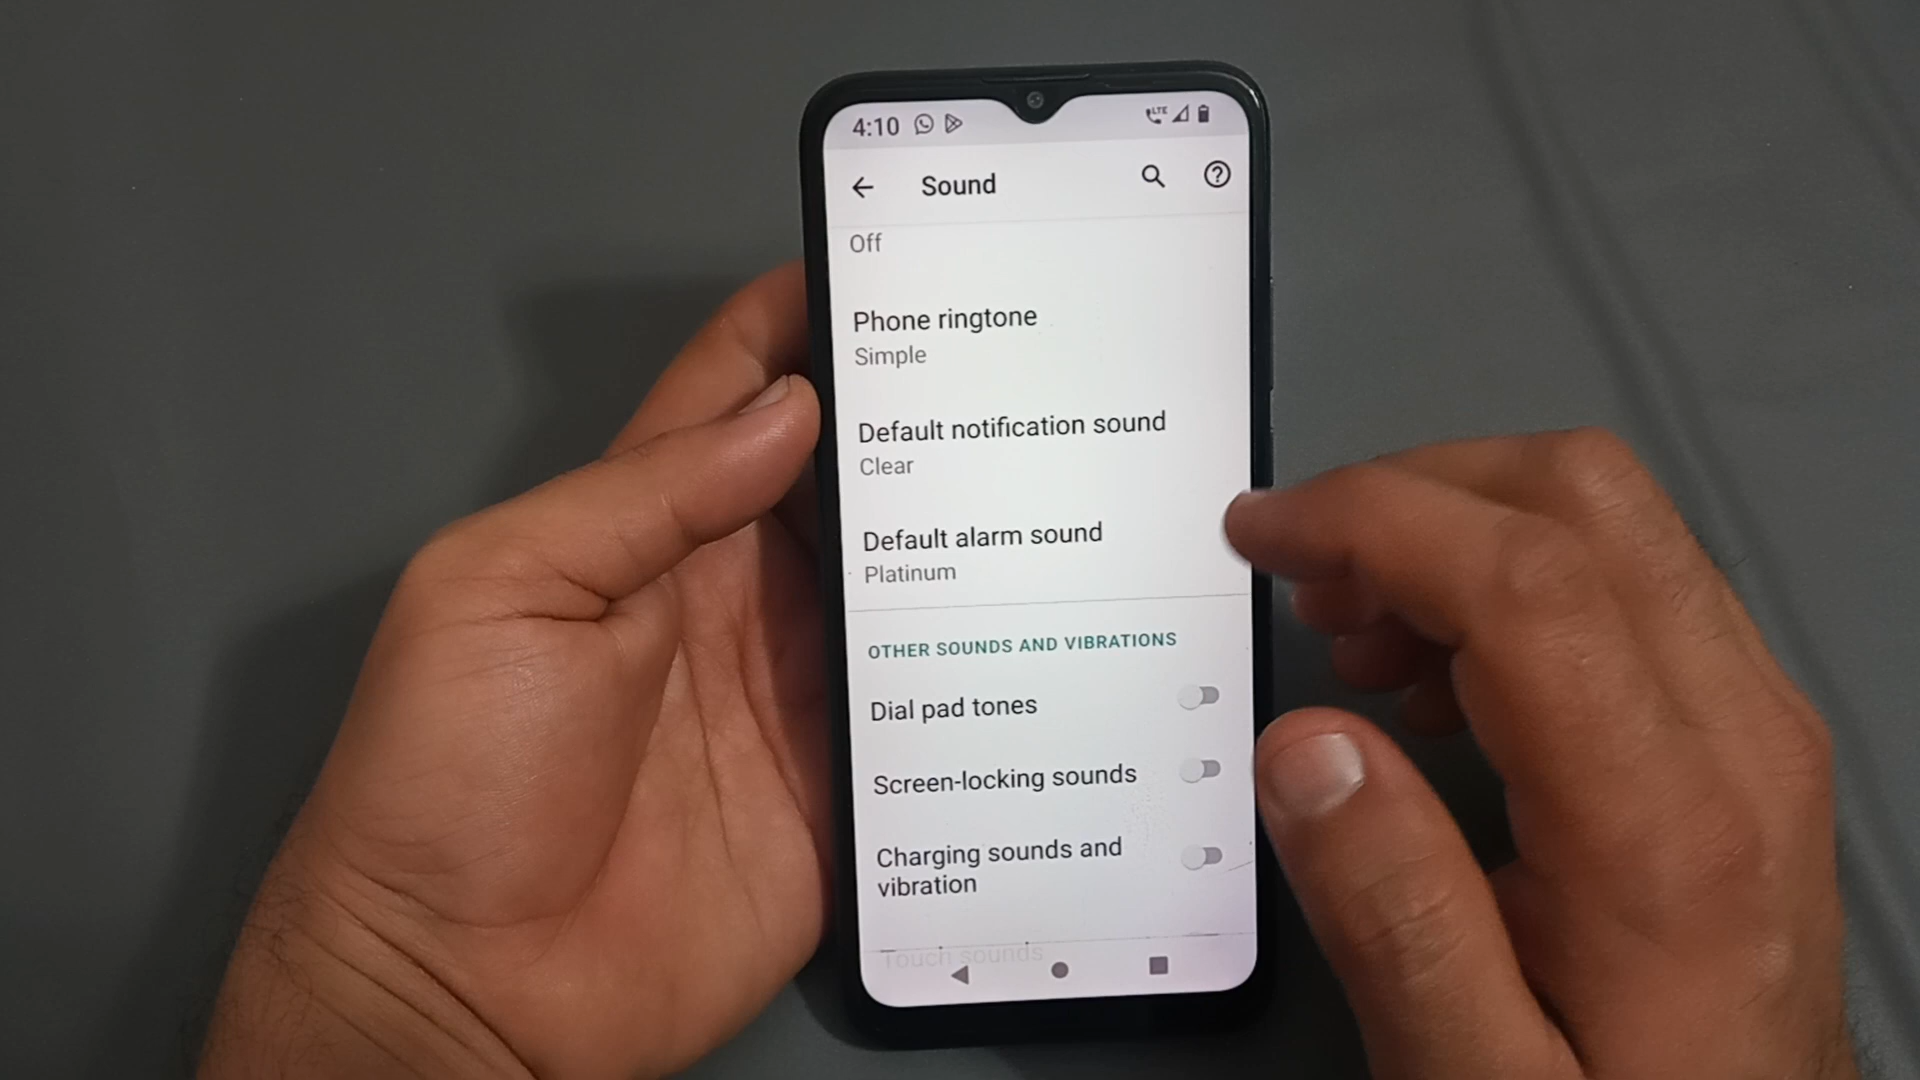 4:10
LTE
Sound
Off
Phone ringtone
Simple
Default notification sound
Clear
Default alarm sound
Platinum
OTHER SOUNDS AND VIBRATIONS
Dial pad tones
Screen-locking sounds
Charging sounds and
vibration
Touch sounds